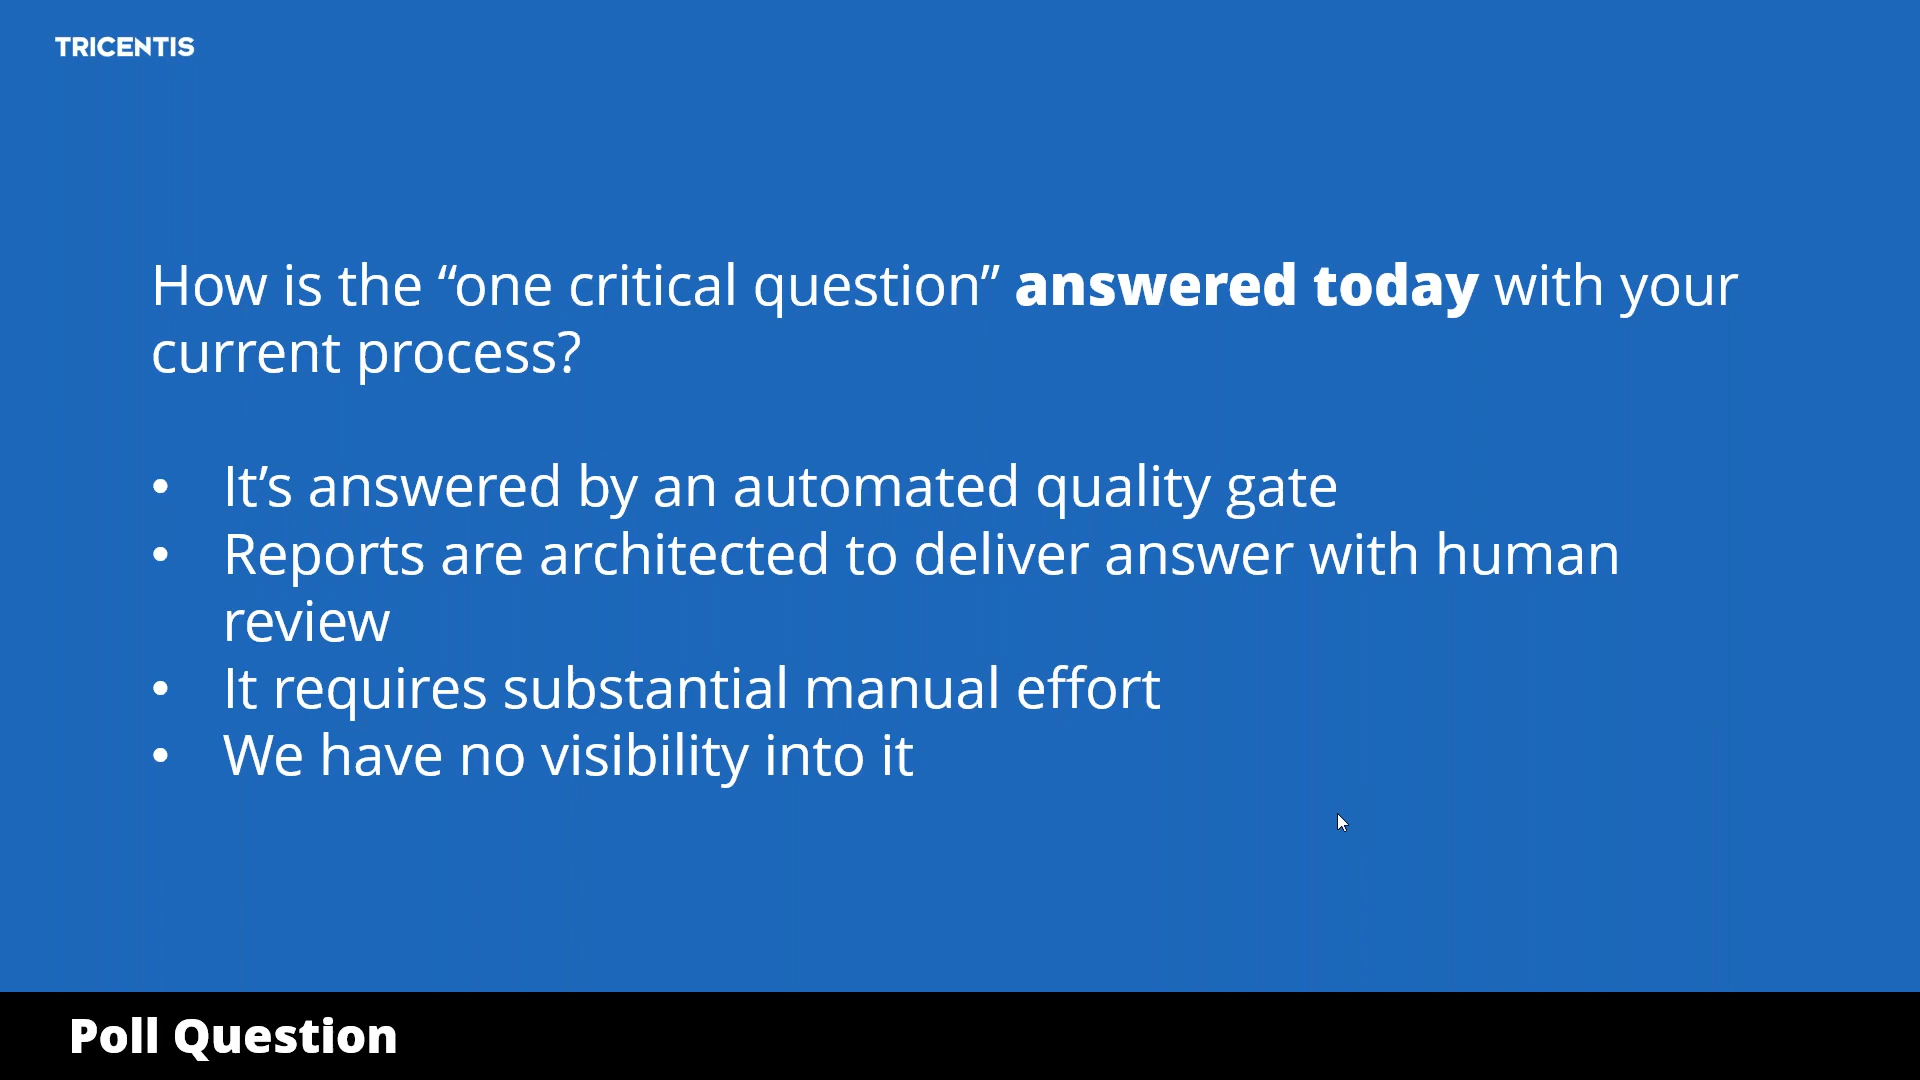 TRICENTIS
How is the “one critical question” answered today with your
current process?
• It’s answered by an automated quality gate
• Reports are architected to deliver answer with human
review
• It requires substantial manual effort
• We have no visibility into it
Poll Question